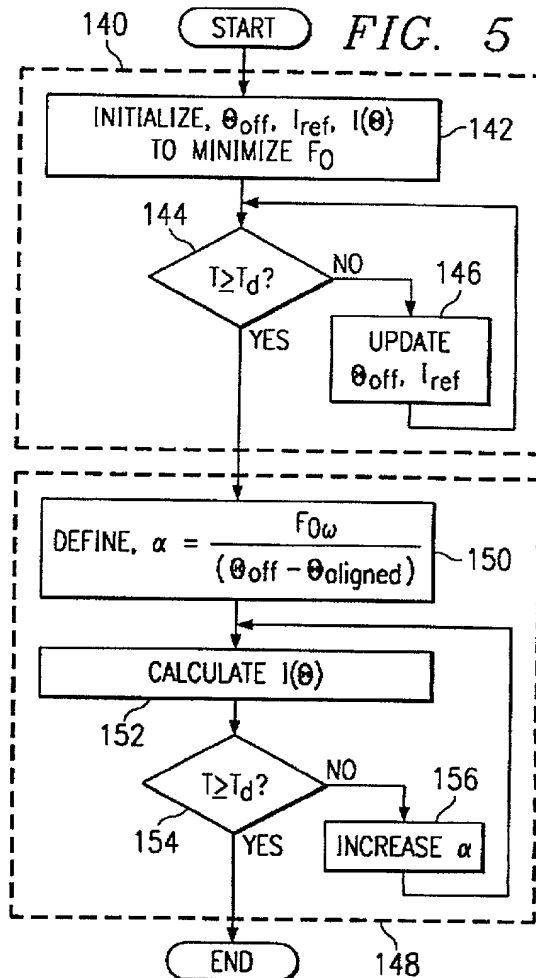 START
FIG. 5
140
INITIALIZE, Θoff, Iref, I(Θ)
TO MINIMIZE F0
142
144
T≥Td?
NO
146
YES
UPDATE
Θoff, Iref
DEFINE, α = F0ω / (Θoff - Θaligned)
150
CALCULATE I(Θ)
152
T≥Td?
NO
156
154
YES
INCREASE α
END
148